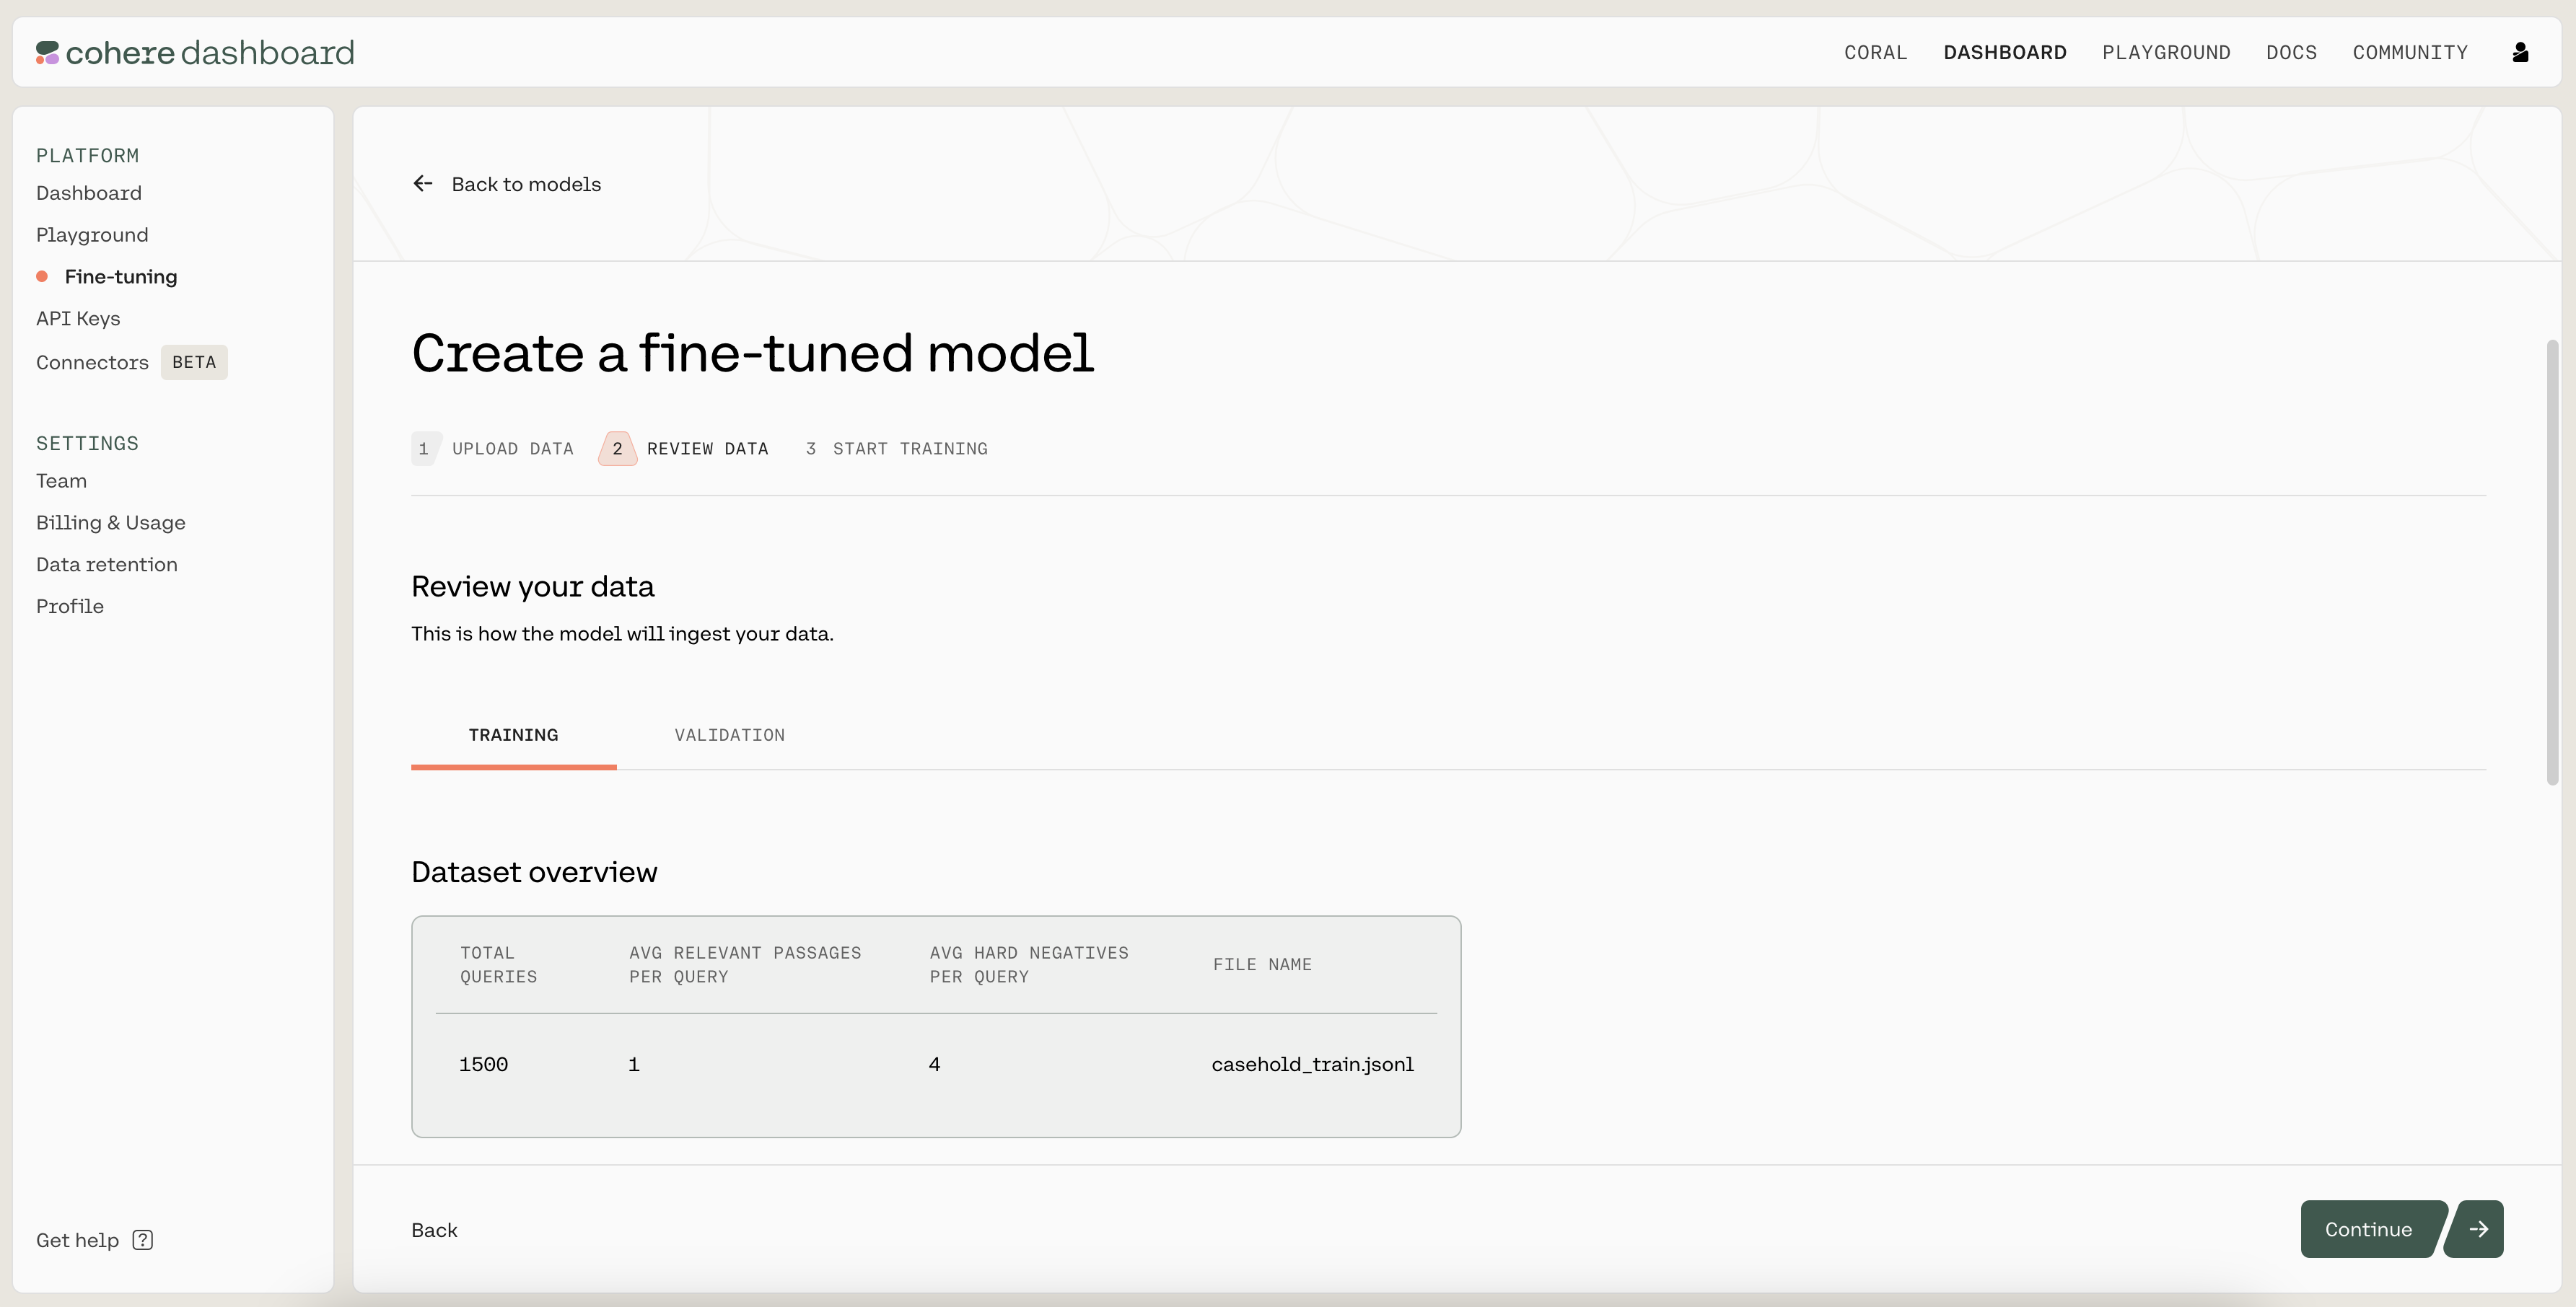 cohere dashboard
CORAL DASHBOARD PLAYGROUND DOCS COMMUNITY
PLATFORM
Dashboard
Playground
Fine-tuning
API Keys
Connectors BETA
SETTINGS
Team
Billing & Usage
Data retention
Profile
Get help ?
Back to models
Create a fine-tuned model
1 UPLOAD DATA 2 REVIEW DATA 3 START TRAINING
Review your data
This is how the model will ingest your data.
TRAINING VALIDATION
Dataset overview
TOTAL QUERIES AVG RELEVANT PASSAGES PER QUERY AVG HARD NEGATIVES PER QUERY FILE NAME
1500 1 4 casehold_train.jsonl
Back Continue